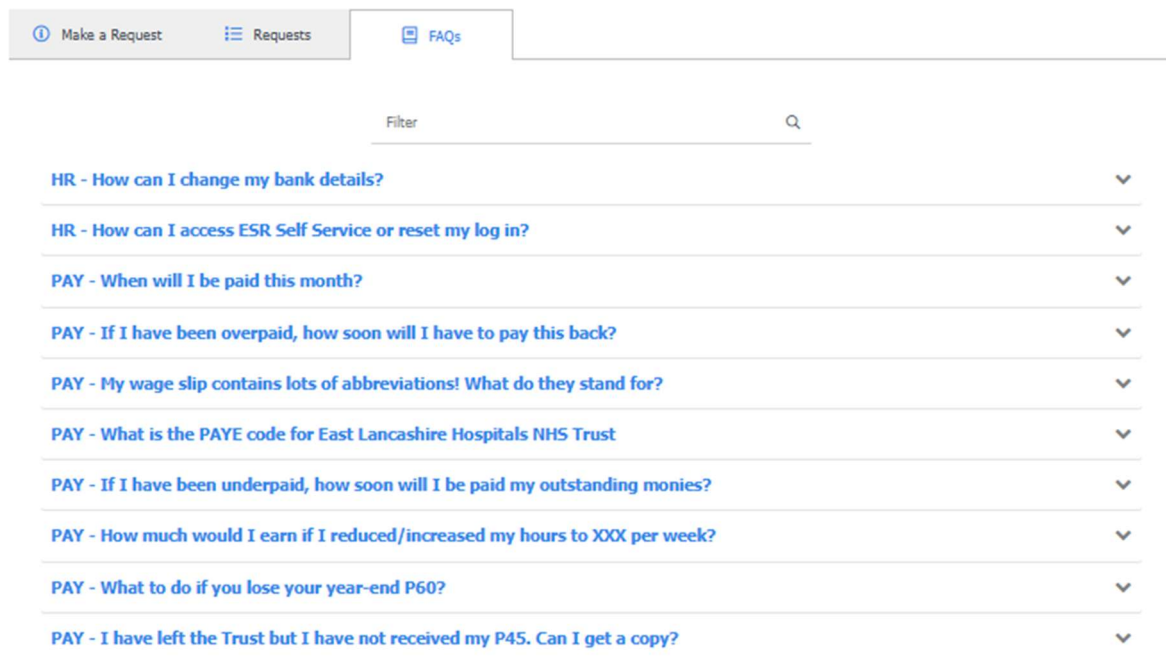 Make a Request
Requests
FAQs
Filter
HR - How can I change my bank details?
HR - How can I access ESR Self Service or reset my log in?
PAY - When will I be paid this month?
PAY - If I have been overpaid, how soon will I have to pay this back?
PAY - My wage slip contains lots of abbreviations! What do they stand for?
PAY - What is the PAYE code for East Lancashire Hospitals NHS Trust
PAY - If I have been underpaid, how soon will I be paid my outstanding monies?
PAY - How much would I earn if I reduced/increased my hours to XXX per week?
PAY - What to do if you lose your year-end P60?
PAY - I have left the Trust but I have not received my P45. Can I get a copy?